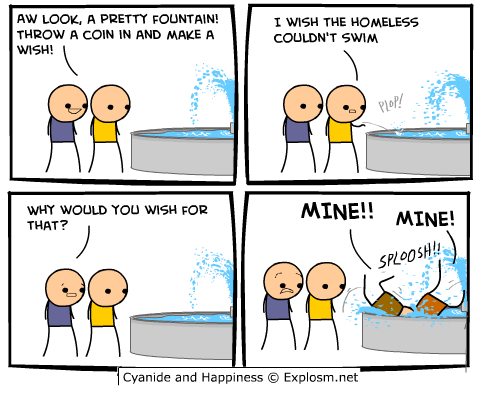 AW LOOK, A PRETTY FOUNTAIN!
THROW A COIN IN AND MAKE A
WISH!
I WISH THE HOMELESS
COULDN'T SWIM
PLOP!
WHY WOULD YOU WISH FOR
THAT?
MINE!!
MINE!
SPLOOSH!!
Cyanide and Happiness © Explosm.net